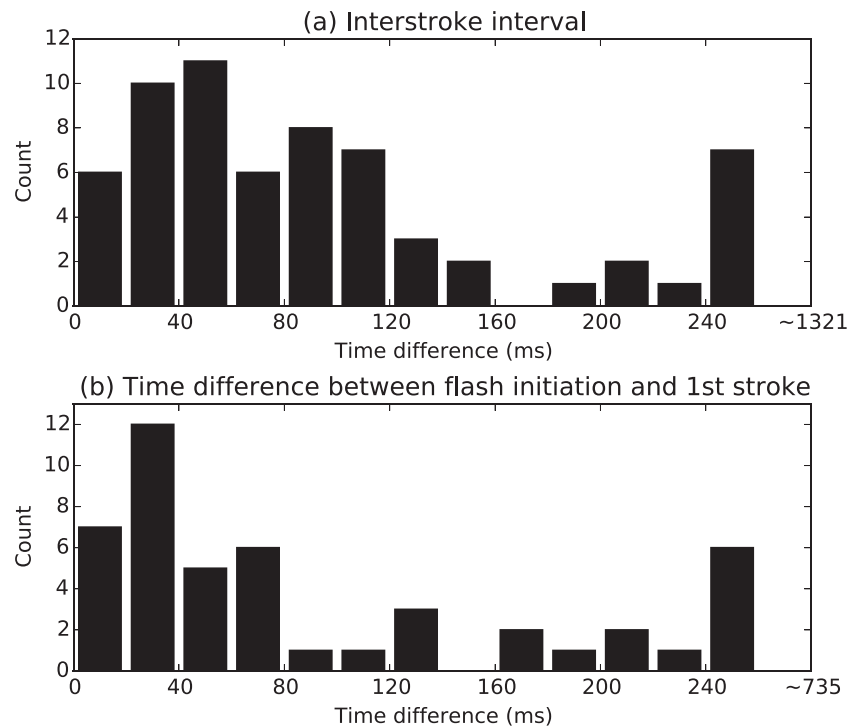 (a) Interstroke interval
12
10
8
6
4
2
0
Count
0 40 80 120 160 200 240 ~1321
Time difference (ms)
(b) Time difference between flash initiation and 1st stroke
12
10
8
6
4
2
0
Count
0 40 80 120 160 200 240 ~735
Time difference (ms)